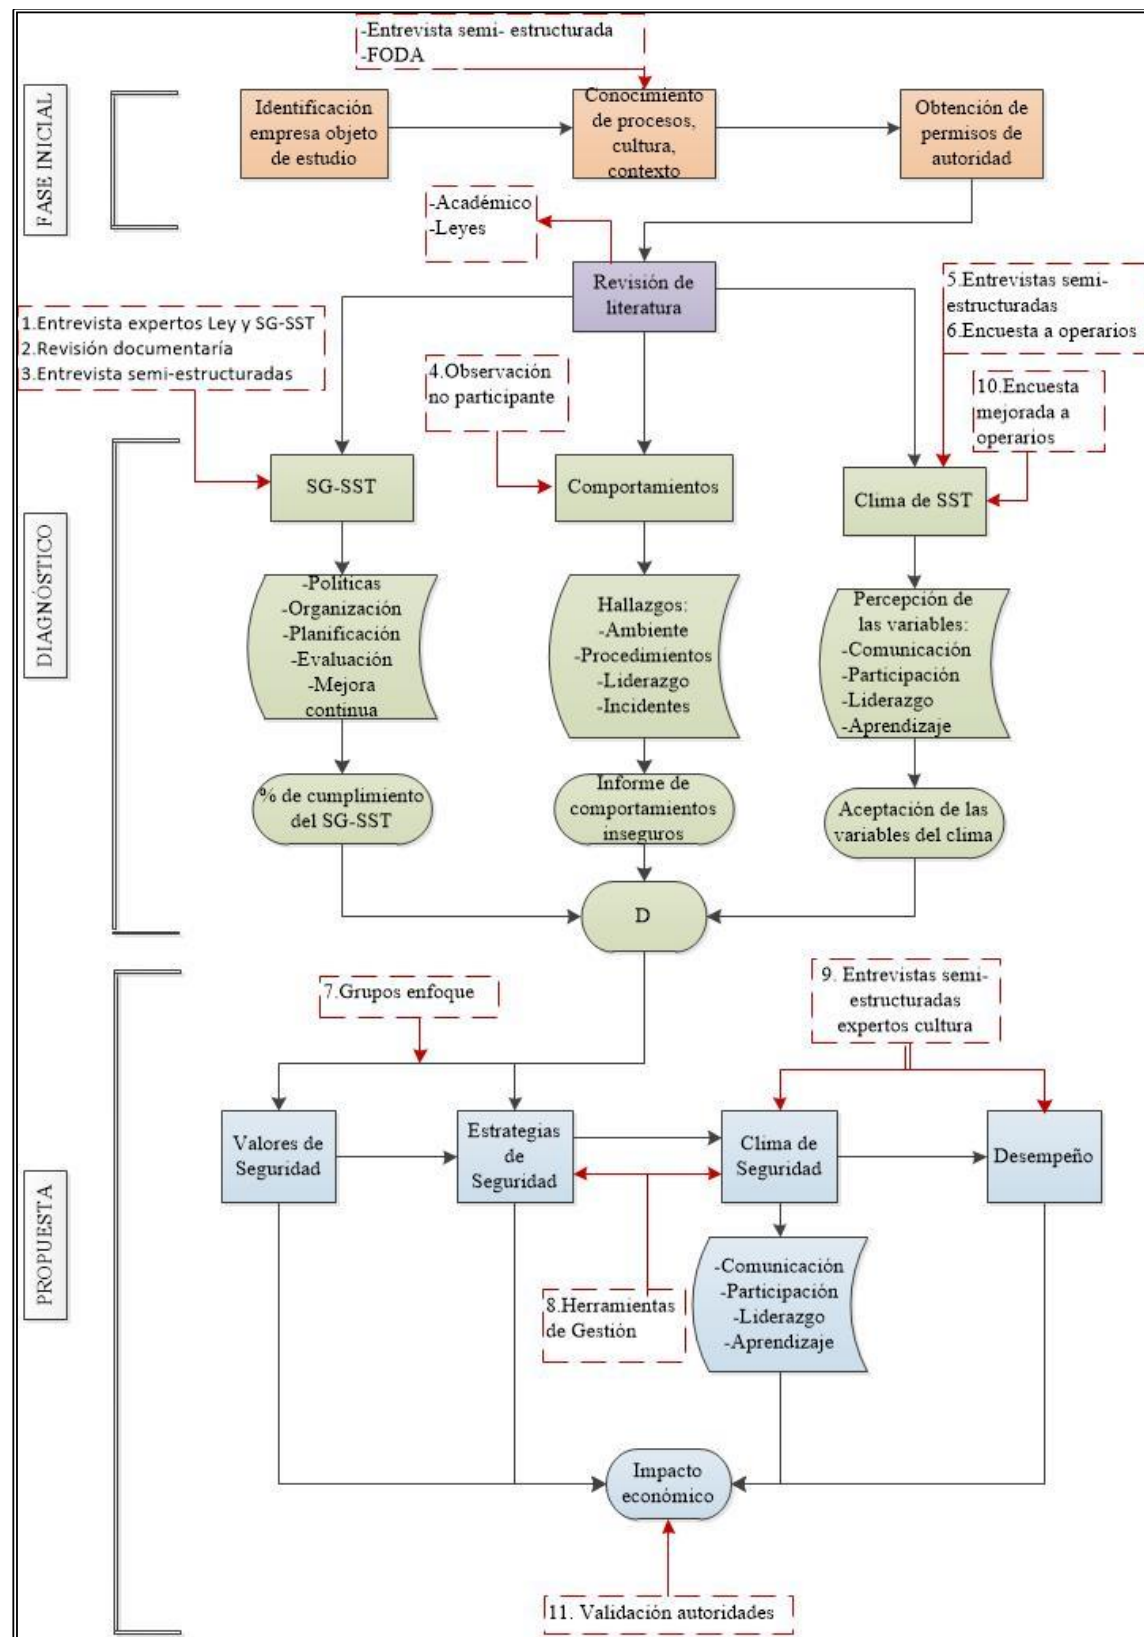 -Entrevista semi- estructurada
-FODA
FASE INICIAL
Identificación
empresa objeto
de estudio
Conocimiento
de procesos,
cultura,
contexto
Obtención de
permisos de
autoridad
-Académico
-Leyes
Revisión de
literatura
1.Entrevista expertos Ley y SG-SST
2.Revisión documentaría
3.Entrevista semi-estructuradas
4.Observación
no participante
5.Entrevistas semi-
estructuradas
6.Encuesta a operarios
10.Encuesta
mejorada a
operarios
DIAGNÓSTICO
SG-SST
Comportamientos
Clima de SST
-Políticas
-Organización
-Planificación
-Evaluación
-Mejora
continua
Hallazgos:
-Ambiente
-Procedimientos
-Liderazgo
-Incidentes
Percepción de
las variables:
-Comunicación
-Participación
-Liderazgo
-Aprendizaje
% de cumplimiento
del SG-SST
Informe de
comportamientos
inseguros
Aceptación de las
variables del clima
D
7.Grupos enfoque
9. Entrevistas semi-
estructuradas
expertos cultura
PROPUESTA
Valores de
Seguridad
Estrategias
de
Seguridad
Clima de
Seguridad
Desempeño
8.Herramientas
de Gestión
-Comunicación
-Participación
-Liderazgo
-Aprendizaje
Impacto
económico
11. Validación autoridades